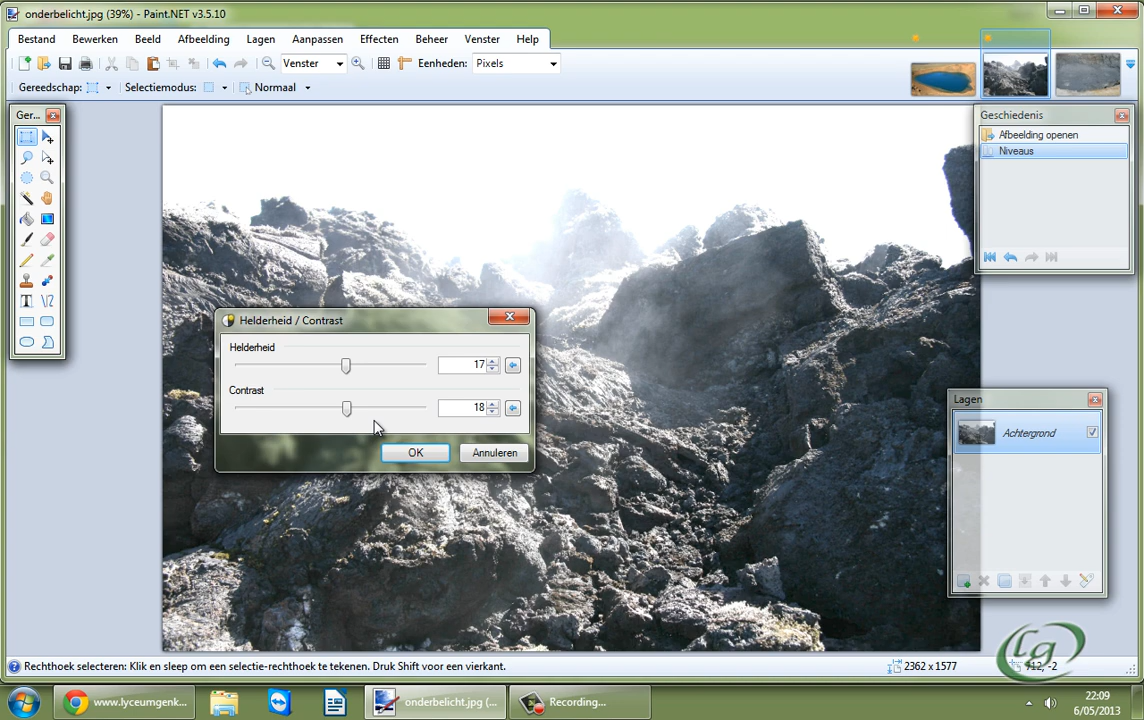 onderbelicht.jpg (39%) - Paint.NET v3.5.10
Bestand Bewerken Beeld Afbeelding Lagen Aanpassen Effecten Beheer Venster Help
Venster Eenheden: Pixels
Gereedschap: Selectiemodus: Normaal
Ger...
Geschiedenis
Afbeelding openen
Niveaus
Helderheid / Contrast
Helderheid
17
Contrast
18
OK Annuleren
Lagen
Achtergrond
Rechthoek selecteren: Klik en sleep om een selectie-rechthoek te tekenen. Druk Shift voor een vierkant.
2362 x 1577
712, -2
lg
www.lyceumgenk...
onderbelicht.jpg (...
Recording...
22:09
6/05/2013